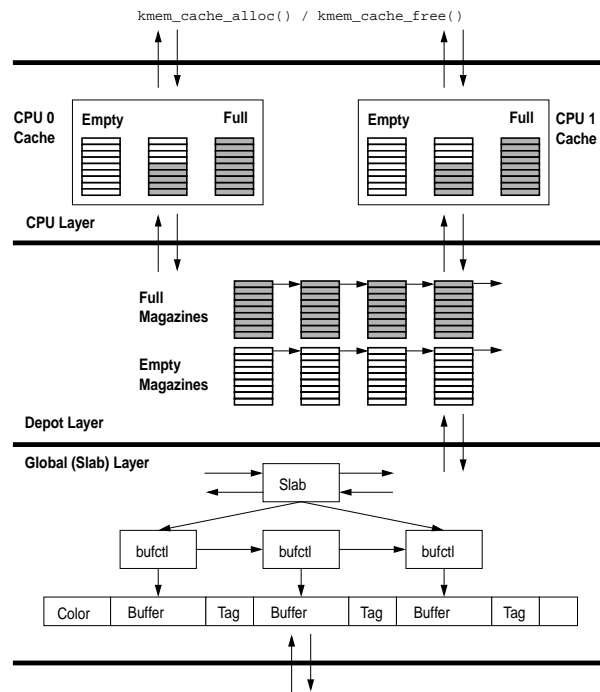 kmem_cache_alloc() / kmem_cache_free()
CPU 0
Cache
Empty
Full
Empty
Full
CPU 1
Cache
CPU Layer
Full
Magazines
Empty
Magazines
Depot Layer
Global (Slab) Layer
Slab
bufctl
bufctl
bufctl
Color
Buffer
Tag
Buffer
Tag
Buffer
Tag